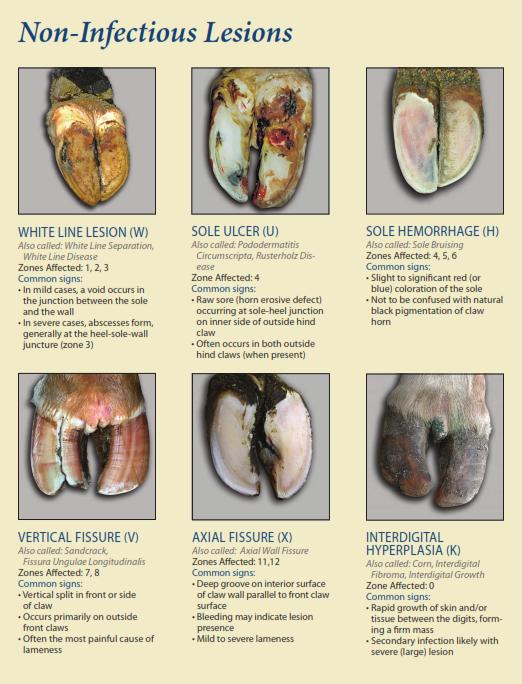 Non-Infectious Lesions
WHITE LINE LESION (W)
Also called: White Line Separation,
White Line Disease
Zones Affected: 1, 2, 3
Common signs:
• In mild cases, a void occurs in
the junction between the sole
and the wall
• In severe cases, abscesses form,
generally at the heel-sole-wall
juncture (zone 3)
SOLE ULCER (U)
Also called: Pododermatitis
Circumscripta, Rusterholz Dis-
ease
Zone Affected: 4
Common signs:
• Raw sore (horn erosive defect)
occurring at sole-heel junction
on inner side of outside hind
claw
• Often occurs in both outside
hind claws (when present)
SOLE HEMORRHAGE (H)
Also called: Sole Bruising
Zones Affected: 4, 5, 6
Common signs:
• Slight to significant red (or
blue) coloration of the sole
• Not to be confused with natural
black pigmentation of claw
horn
VERTICAL FISSURE (V)
Also called: Sandcrack,
Fissura Ungulae Longitudinalis
Zones Affected: 7, 8
Common signs:
• Vertical split in front or side
of claw
• Occurs primarily on outside
front claws
• Often the most painful cause of
lameness
AXIAL FISSURE (X)
Also called: Axial Wall Fissure
Zones Affected: 11,12
Common signs:
• Deep groove on interior surface
of claw wall parallel to front claw
surface
• Bleeding may indicate lesion
presence
• Mild to severe lameness
INTERDIGITAL
HYPERPLASIA (K)
Also called: Corn, Interdigital
Fibroma, Interdigital Growth
Zone Affected: 0
Common signs:
• Rapid growth of skin and/or
tissue between the digits, form-
ing a firm mass
• Secondary infection likely with
severe (large) lesion